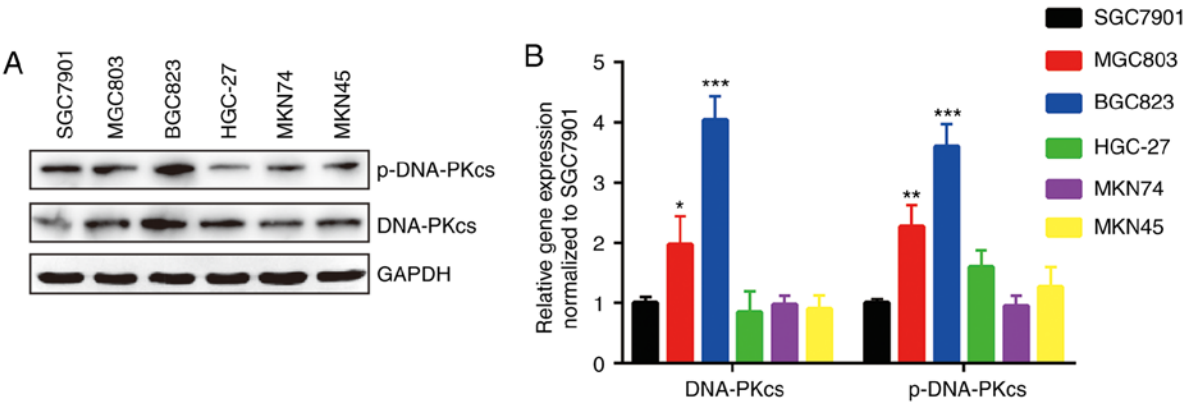 A
SGC7901
MGC803
BGC823
HGC-27
MKN74
MKN45
p-DNA-PKcs
DNA-PKcs
GAPDH
B
Relative gene expression
normalized to SGC7901
5
4
3
2
1
0
*
***
**
***
DNA-PKcs
p-DNA-PKcs
SGC7901
MGC803
BGC823
HGC-27
MKN74
MKN45